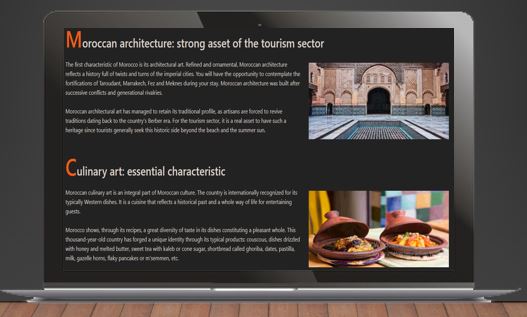 Moroccan architecture: strong asset of the tourism sector
The first characteristic of Morocco is its architectural art. Refined and ornamental, Moroccan architecture
reflects a history full of twists and turns of the imperial cities. You will have the opportunity to contemplate the
fortifications of Taroudant, Marrakech, Fez and Meknes during your stay. Moroccan architecture was built after
successive conflicts and generational rivalries.
Moroccan architectural art has managed to retain its traditional profile, as artisans are forced to revive
traditions dating back to the country's Berber era. For the tourism sector, it is a real asset to have such a
heritage since tourists generally seek this historic side beyond the beach and the summer sun.
Culinary art: essential characteristic
Moroccan culinary art is an integral part of Moroccan culture. The country is internationally recognized for its
typically Western dishes. It is a cuisine that reflects a historical past and a whole way of life for entertaining
guests.
Morocco shows, through its recipes, a great diversity of taste in its dishes constituting a pleasant whole. This
thousand-year-old country has forged a unique identity through its typical products: couscous, dishes drizzled
with honey and melted butter, sweet tea with kaleb or cone sugar, shortbread called ghoriba, dates, pastilla,
milk, gazelle horns, flaky pancakes or m'semmen, etc.